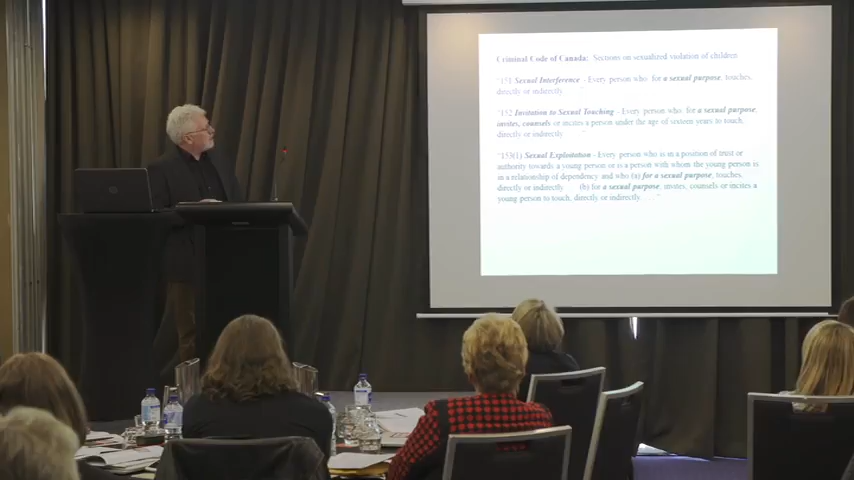 Criminal Code of Canada: Sections on sexualized violation of children
"151 Sexual Interference - Every person who for a sexual purpose, touches,
directly or indirectly . . . "
"152 Invitation to Sexual Touching - Every person who for a sexual purpose,
invites, counsels or incites a person under the age of sixteen years to touch,
directly or indirectly . . . "
"153(1) Sexual Exploitation - Every person who is in a position of trust or
authority towards a young person or is a person with whom the young person is
in a relationship of dependency and who (a) for a sexual purpose, touches,
directly or indirectly . . . (b) for a sexual purpose, invites, counsels or incites a
young person to touch, directly or indirectly. . . . "